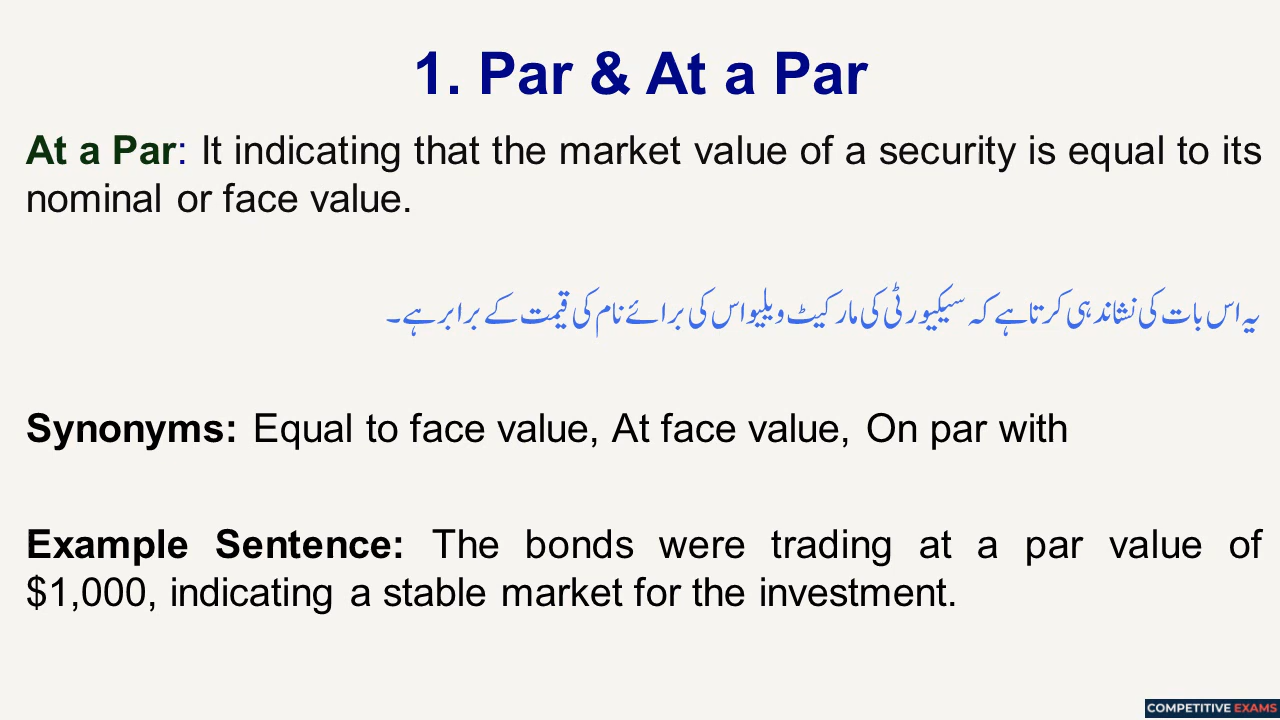 1. Par & At a Par
At a Par: It indicating that the market value of a security is equal to its
nominal or face value.
یہ اس بات کی نشاندہی کرتا ہے کہ سیکیورٹی کی مارکیٹ ویلیو اس کی برائے نام کی قیمت کے برابر ہے۔
Synonyms: Equal to face value, At face value, On par with
Example Sentence: The bonds were trading at a par value of
$1,000, indicating a stable market for the investment.
COMPETITIVE EXAMS